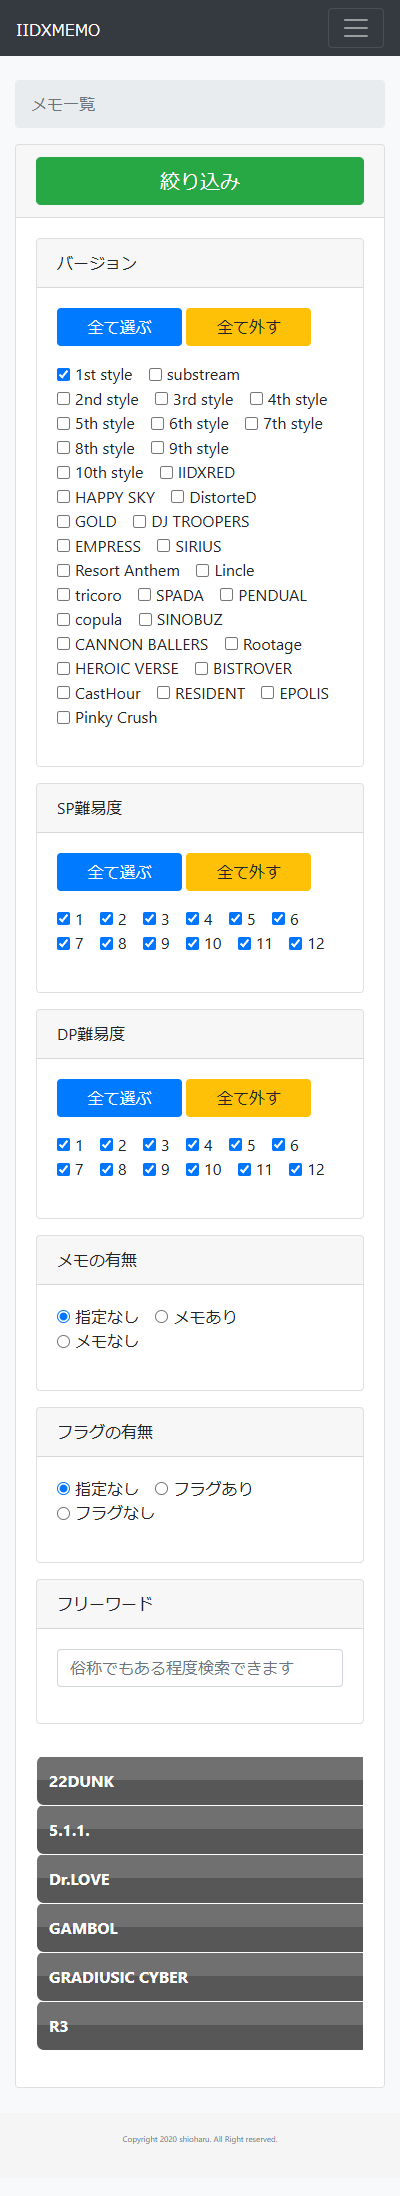 IIDXMEMO
メモ一覧
絞り込み
バージョン
全て選ぶ 全て外す
1st style substream
2nd style 3rd style 4th style
5th style 6th style 7th style
8th style 9th style
10th style IIDXRED
HAPPY SKY DistorteD
GOLD DJ TROOPERS
EMPRESS SIRIUS
Resort Anthem Lincle
tricoro SPADA PENDUAL
copula SINOBUZ
CANNON BALLERS Rootage
HEROIC VERSE BISTROVER
CastHour RESIDENT EPOLIS
Pinky Crush
SP難易度
全て選ぶ 全て外す
1 2 3 4 5 6
7 8 9 10 11 12
DP難易度
全て選ぶ 全て外す
1 2 3 4 5 6
7 8 9 10 11 12
メモの有無
指定なし メモあり
メモなし
フラグの有無
指定なし フラグあり
フラグなし
フリーワード
俗称でもある程度検索できます
22DUNK
5.1.1.
Dr.LOVE
GAMBOL
GRADIUSIC CYBER
R3
Copyright 2020 shioharu. All Right reserved.